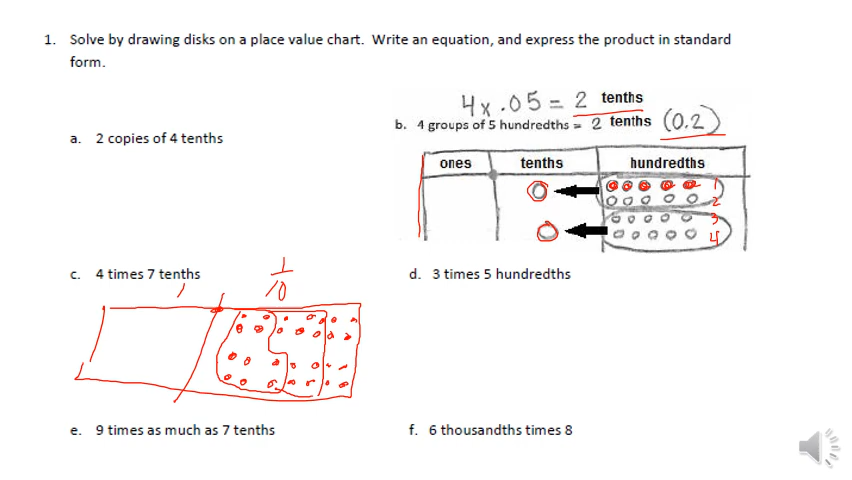 1. Solve by drawing disks on a place value chart. Write an equation, and express the product in standard
form.
4 x .05 = 2 tenths
a. 2 copies of 4 tenths
b. 4 groups of 5 hundredths = 2 tenths (0.2)
ones tenths hundredths
1
2
3
4
c. 4 times 7 tenths
1
1/10
d. 3 times 5 hundredths
e. 9 times as much as 7 tenths
f. 6 thousandths times 8